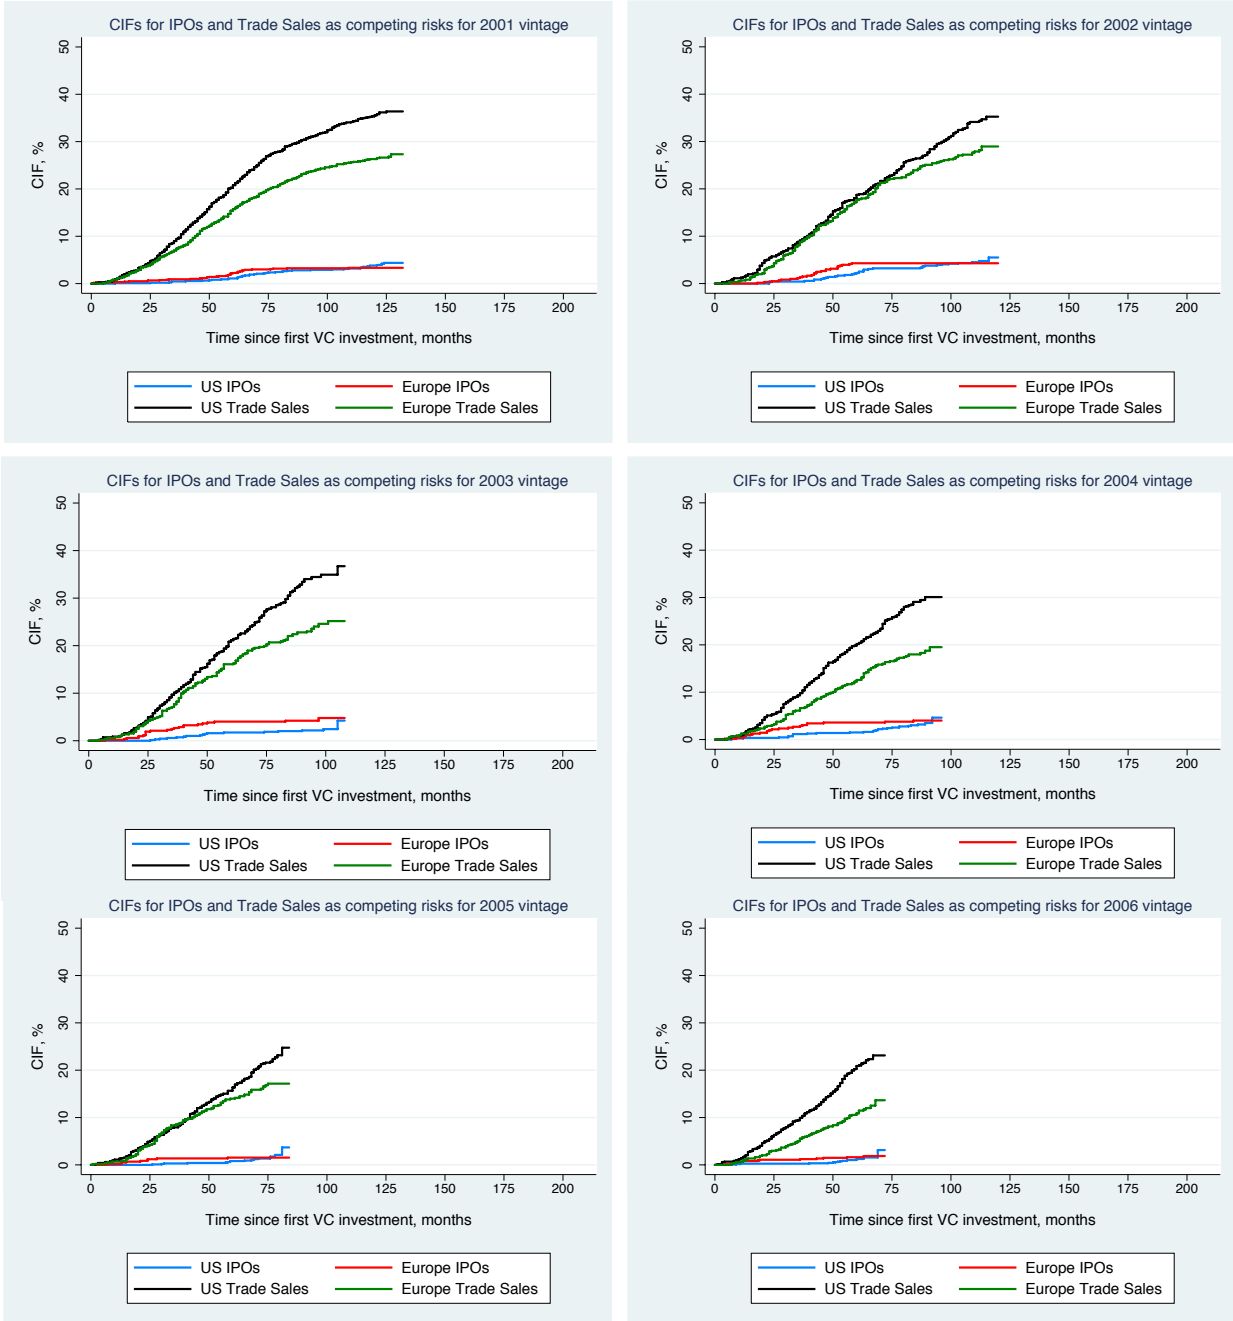 CIFs for IPOs and Trade Sales as competing risks for 2001 vintage
CIF, %
50
40
30
20
10
0
0 25 50 75 100 125 150 175 200
Time since first VC investment, months
US IPOs Europe IPOs
US Trade Sales Europe Trade Sales
CIFs for IPOs and Trade Sales as competing risks for 2002 vintage
CIF, %
50
40
30
20
10
0
0 25 50 75 100 125 150 175 200
Time since first VC investment, months
US IPOs Europe IPOs
US Trade Sales Europe Trade Sales
CIFs for IPOs and Trade Sales as competing risks for 2003 vintage
CIF, %
50
40
30
20
10
0
0 25 50 75 100 125 150 175 200
Time since first VC investment, months
US IPOs Europe IPOs
US Trade Sales Europe Trade Sales
CIFs for IPOs and Trade Sales as competing risks for 2004 vintage
CIF, %
50
40
30
20
10
0
0 25 50 75 100 125 150 175 200
Time since first VC investment, months
US IPOs Europe IPOs
US Trade Sales Europe Trade Sales
CIFs for IPOs and Trade Sales as competing risks for 2005 vintage
CIF, %
50
40
30
20
10
0
0 25 50 75 100 125 150 175 200
Time since first VC investment, months
US IPOs Europe IPOs
US Trade Sales Europe Trade Sales
CIFs for IPOs and Trade Sales as competing risks for 2006 vintage
CIF, %
50
40
30
20
10
0
0 25 50 75 100 125 150 175 200
Time since first VC investment, months
US IPOs Europe IPOs
US Trade Sales Europe Trade Sales